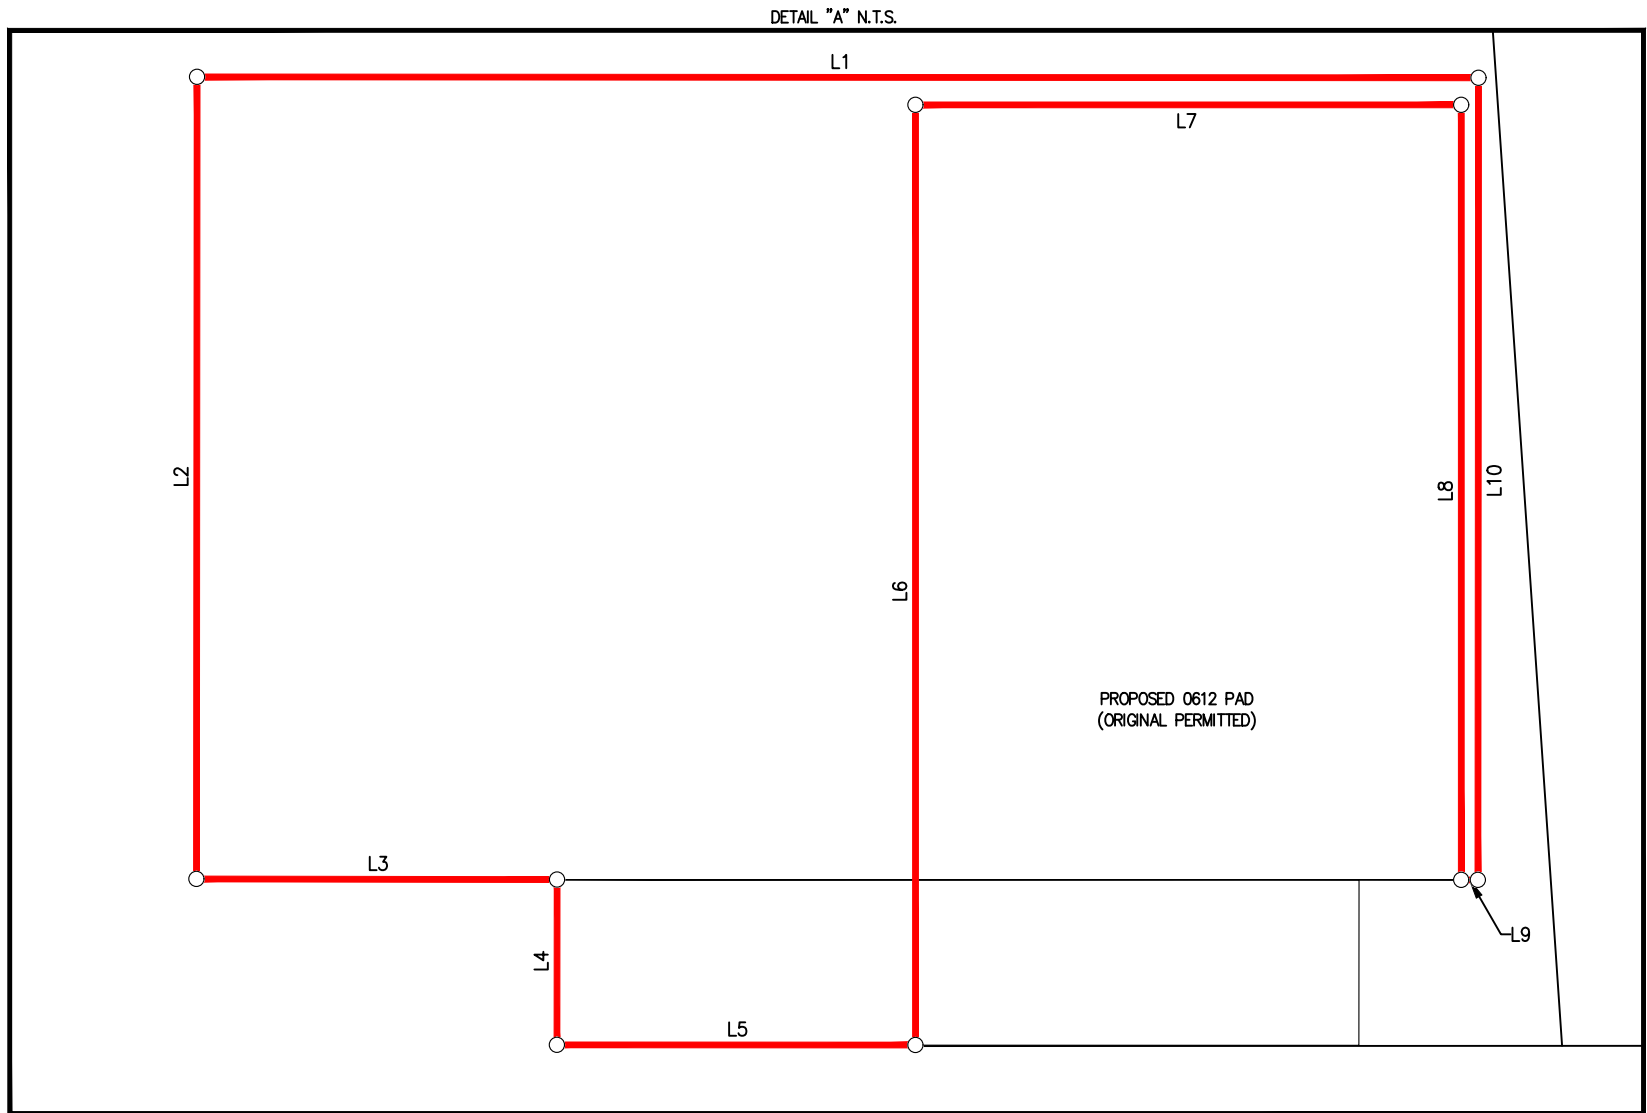 DETAIL "A" N.T.S.
L1
L7
L2
L8
L10
L6
PROPOSED 0612 PAD
(ORIGINAL PERMITTED)
L3
L9
L4
L5